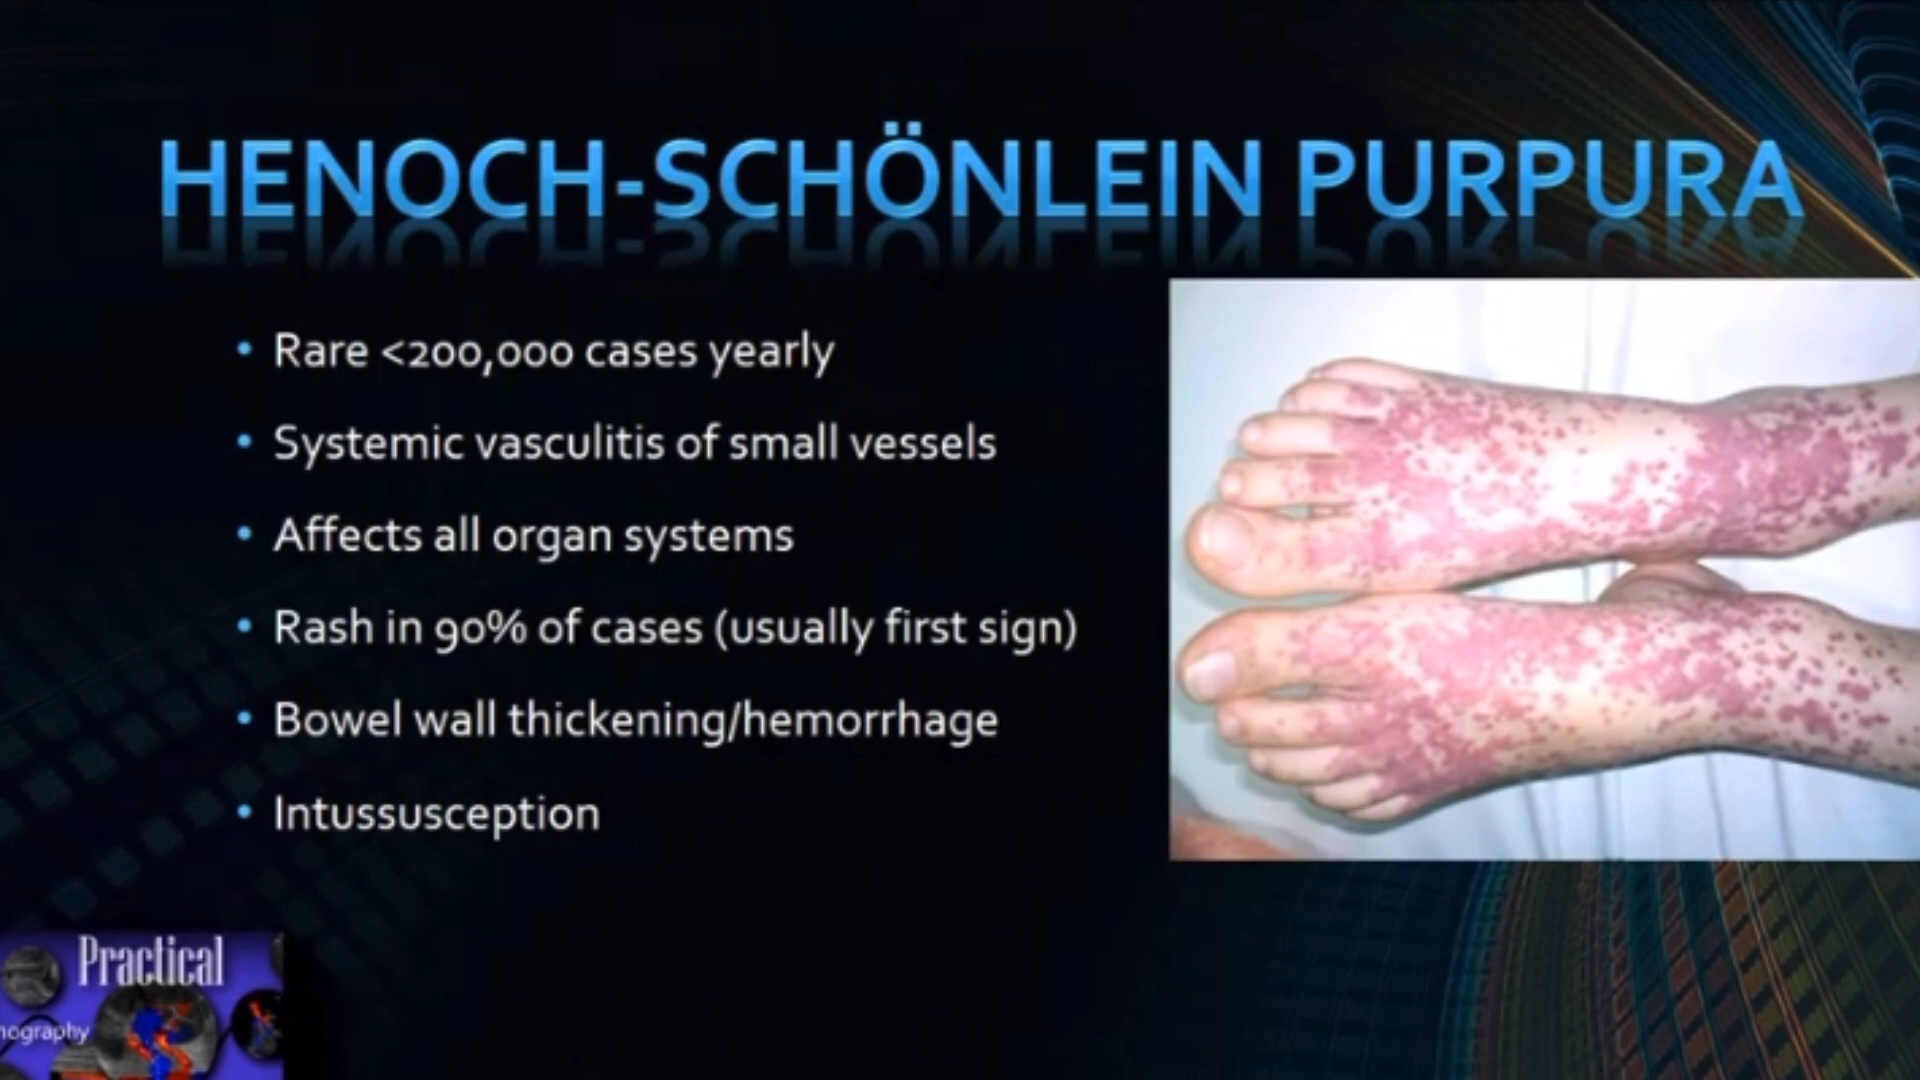 HENOCH-SCHÖNLEIN PURPURA
• Rare <200,000 cases yearly
• Systemic vasculitis of small vessels
• Affects all organ systems
• Rash in 90% of cases (usually first sign)
• Bowel wall thickening/hemorrhage
• Intussusception
Practical
nography